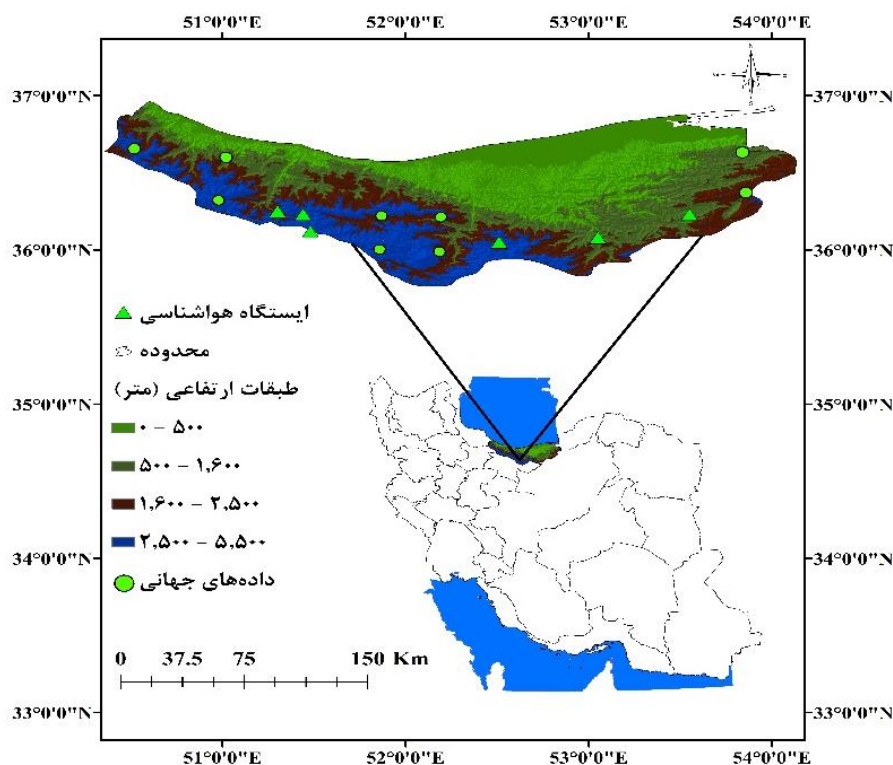 51°0'0"E 52°0'0"E 53°0'0"E 54°0'0"E
37°0'0"N 37°0'0"N
36°0'0"N 36°0'0"N
ایستگاه هواشناسی
محدوده
طبقات ارتفاعی (متر)
۰ – ۵۰۰
۵۰۰ – ۱,۶۰۰
۱,۶۰۰ – ۲,۵۰۰
۲,۵۰۰ – ۵,۵۰۰
داده‌های جهانی
35°0'0"N 35°0'0"N
34°0'0"N 34°0'0"N
0 37.5 75 150 Km
33°0'0"N 33°0'0"N
51°0'0"E 52°0'0"E 53°0'0"E 54°0'0"E